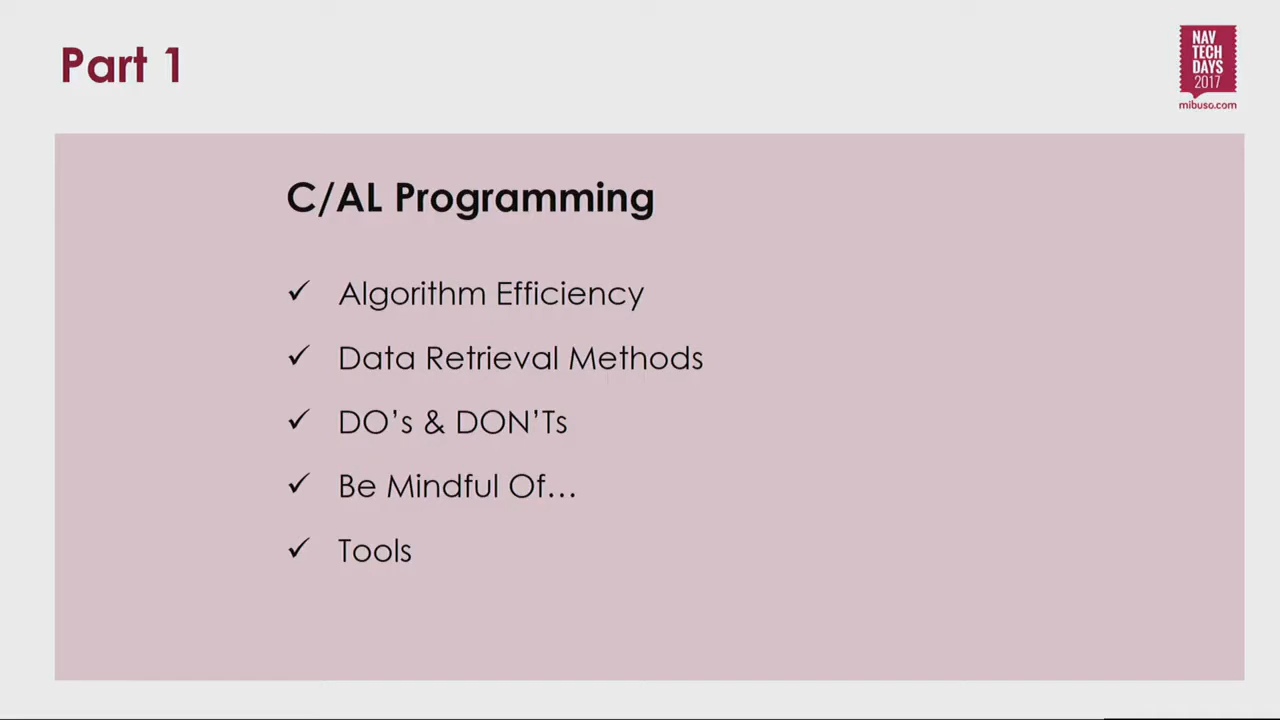 Part 1
NAV
TECH
DAYS
2017
mibuso.com
C/AL Programming
✓ Algorithm Efficiency
✓ Data Retrieval Methods
✓ DO's & DON'Ts
✓ Be Mindful Of...
✓ Tools